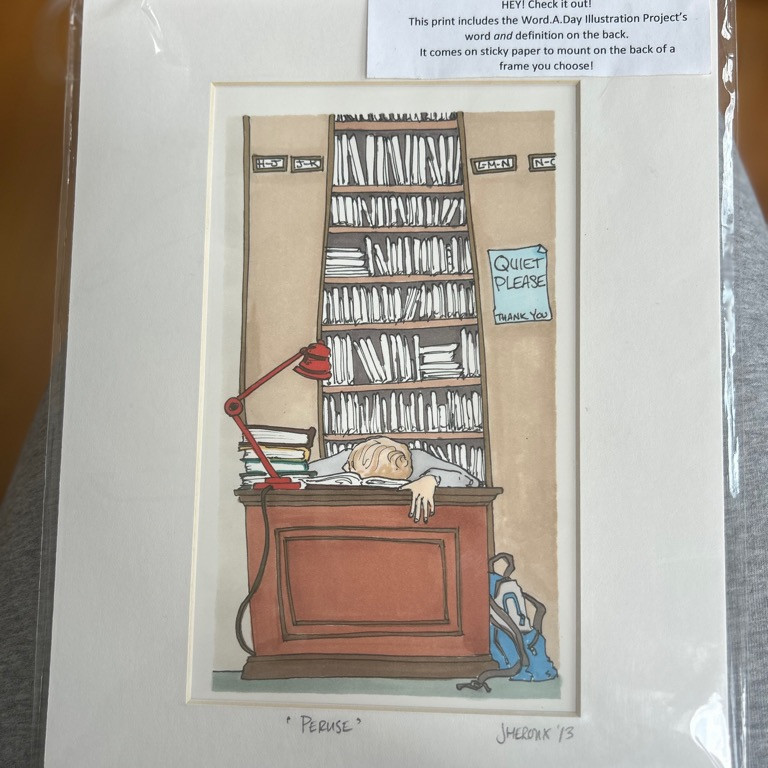 HEY! Check it out!
This print includes the Word.A.Day Illustration Project's
word and definition on the back.
It comes on sticky paper to mount on the back of a
frame you choose!
H-J J-K L-M-N N-
QUIET
PLEASE
THANK YOU
"PERUSE"
'13